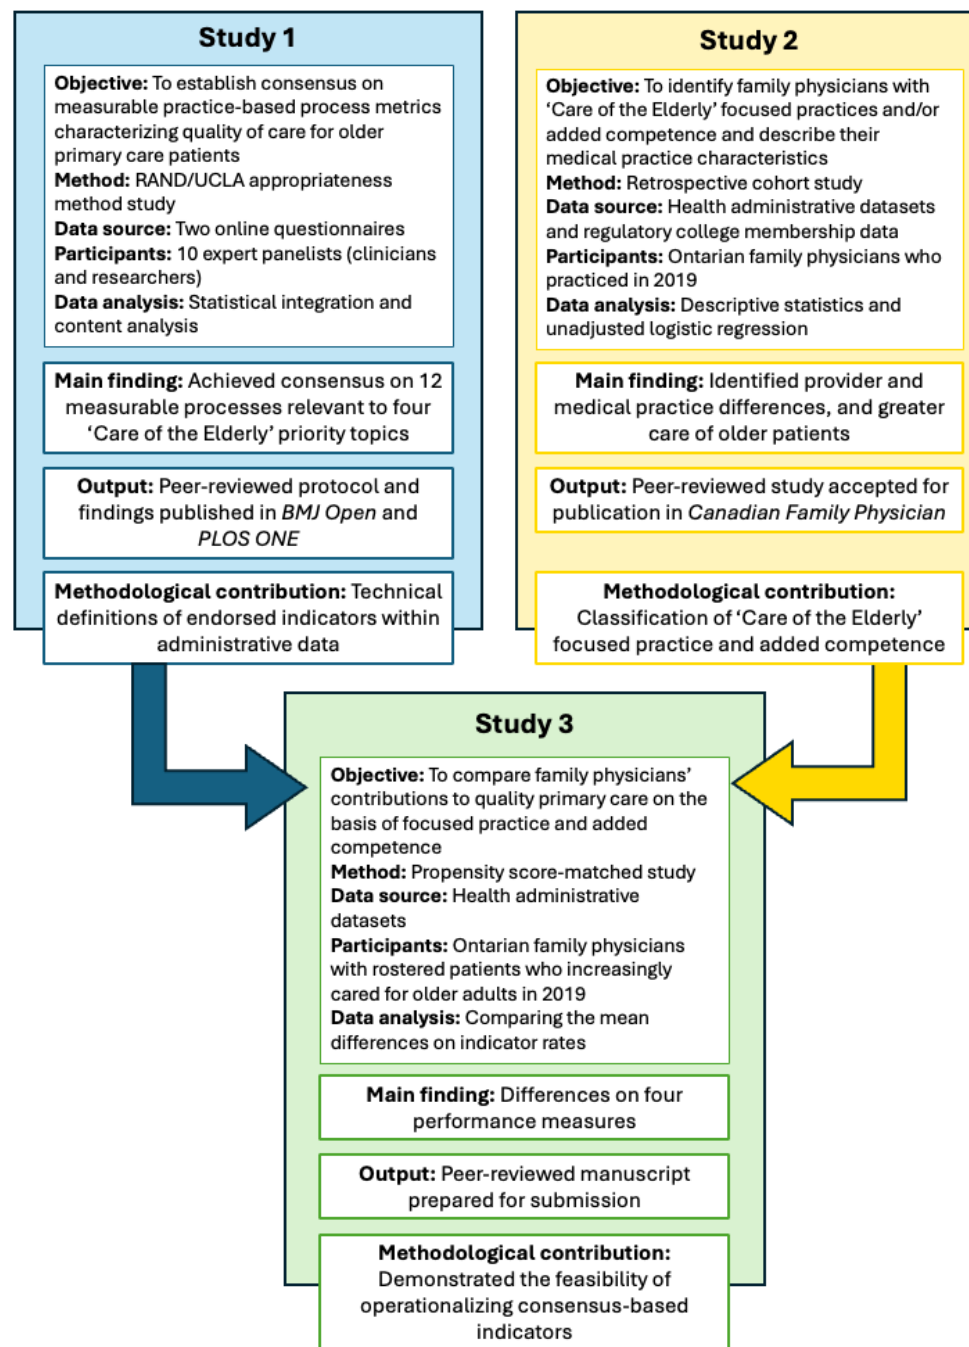 Study 1
Objective: To establish consensus on
measurable practice-based process metrics
characterizing quality of care for older
primary care patients
Method: RAND/UCLA appropriateness
method study
Data source: Two online questionnaires
Participants: 10 expert panelists (clinicians
and researchers)
Data analysis: Statistical integration and
content analysis
Main finding: Achieved consensus on 12
measurable processes relevant to four
‘Care of the Elderly’ priority topics
Output: Peer-reviewed protocol and
findings published in BMJ Open and
PLOS ONE
Methodological contribution: Technical
definitions of endorsed indicators within
administrative data
Study 2
Objective: To identify family physicians with
‘Care of the Elderly’ focused practices and/or
added competence and describe their
medical practice characteristics
Method: Retrospective cohort study
Data source: Health administrative datasets
and regulatory college membership data
Participants: Ontarian family physicians who
practiced in 2019
Data analysis: Descriptive statistics and
unadjusted logistic regression
Main finding: Identified provider and
medical practice differences, and greater
care of older patients
Output: Peer-reviewed study accepted for
publication in Canadian Family Physician
Methodological contribution:
Classification of ‘Care of the Elderly’
focused practice and added competence
Study 3
Objective: To compare family physicians’
contributions to quality primary care on the
basis of focused practice and added
competence
Method: Propensity score-matched study
Data source: Health administrative
datasets
Participants: Ontarian family physicians
with rostered patients who increasingly
cared for older adults in 2019
Data analysis: Comparing the mean
differences on indicator rates
Main finding: Differences on four
performance measures
Output: Peer-reviewed manuscript
prepared for submission
Methodological contribution:
Demonstrated the feasibility of
operationalizing consensus-based
indicators